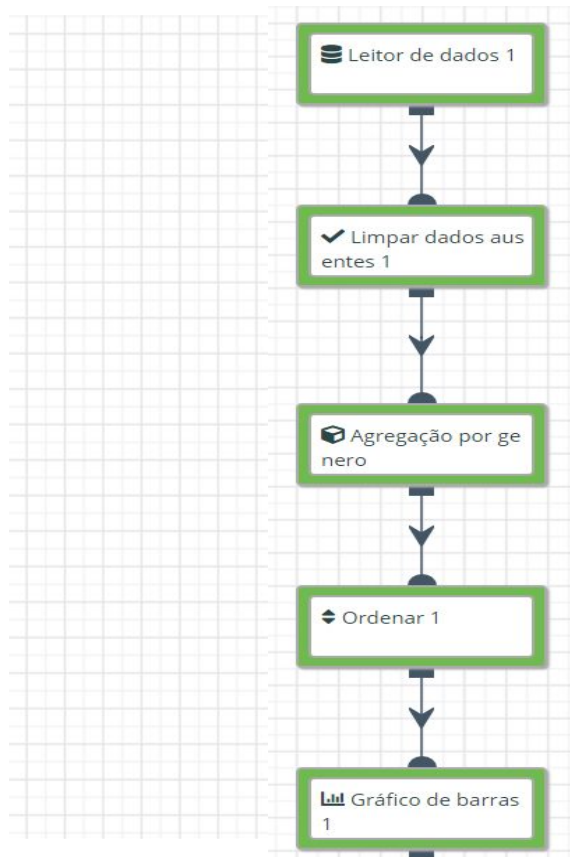 Leitor de dados 1
Limpar dados aus
entes 1
Agregação por ge
nero
Ordenar 1
Gráfico de barras
1